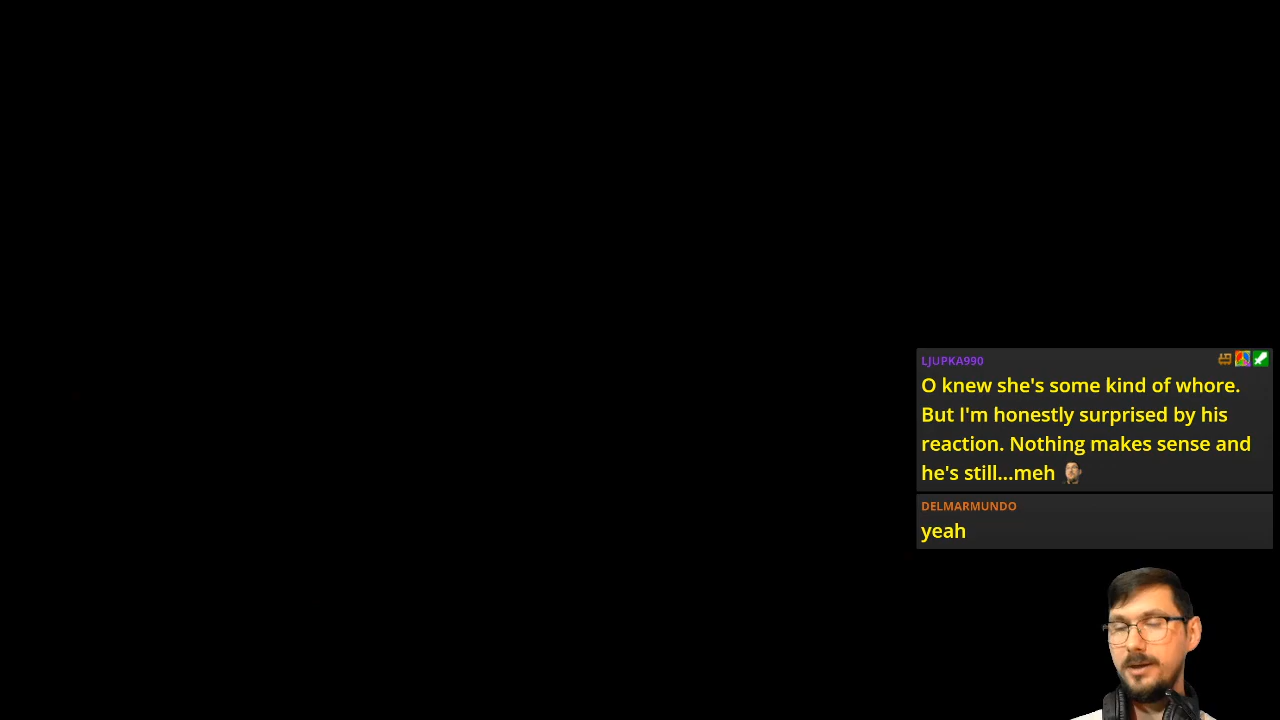 LJUPKA990
O knew she's some kind of whore.
But I'm honestly surprised by his
reaction. Nothing makes sense and
he's still...meh
DELMARMUNDO
yeah